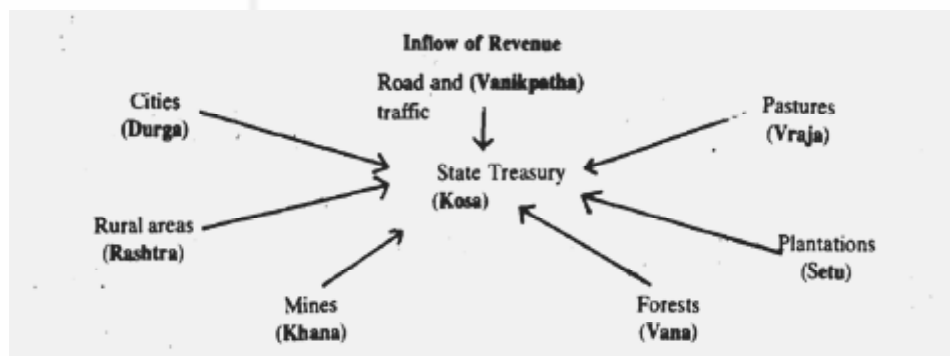 Inflow of Revenue
Road and (Vanikpatha)
traffic
Cities
(Durga)
Pastures
(Vraja)
State Treasury
(Kosa)
Rural areas
(Rashtra)
Plantations
(Setu)
Mines
(Khana)
Forests
(Vana)